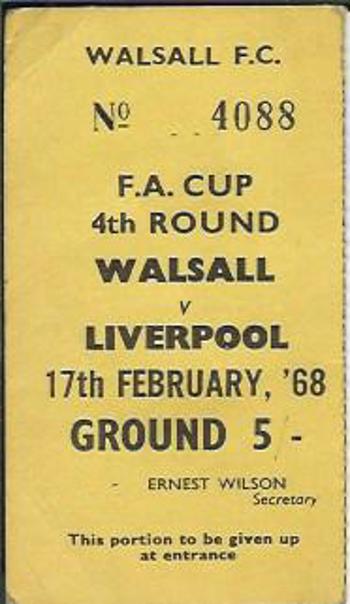 WALSALL F.C.
Nº 4088
F.A. CUP
4th ROUND
WALSALL
v
LIVERPOOL
17th FEBRUARY, '68
GROUND 5/-
ERNEST WILSON
Secretary
This portion to be given up
at entrance